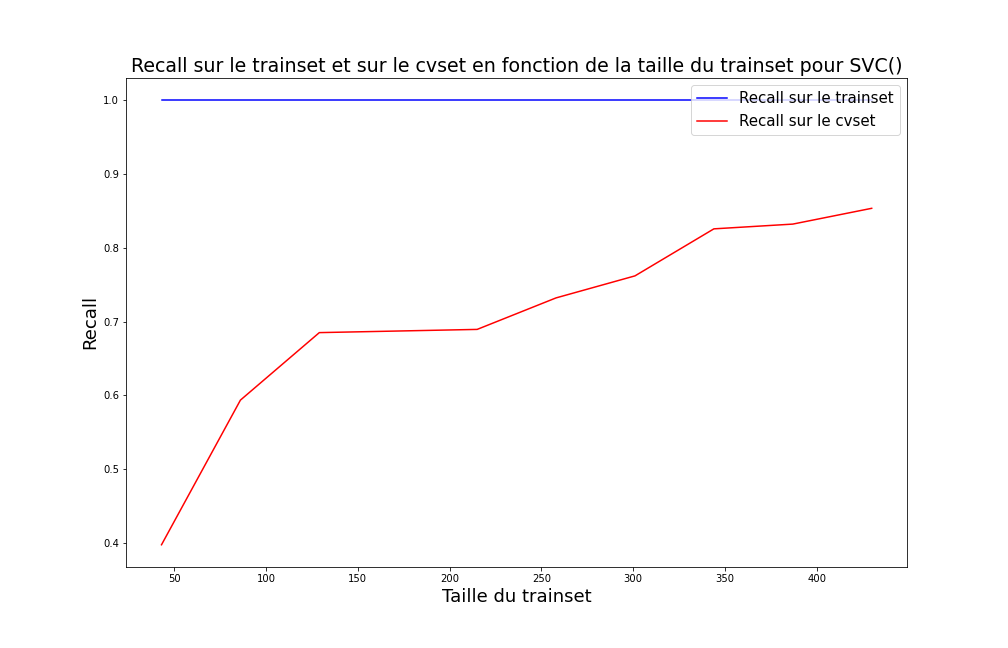 Recall sur le trainset et sur le cvset en fonction de la taille du trainset pour SVC()
Recall sur le trainset
Recall sur le cvset
Recall
1.0
0.9
0.8
0.7
0.6
0.5
0.4
50 100 150 200 250 300 350 400
Taille du trainset